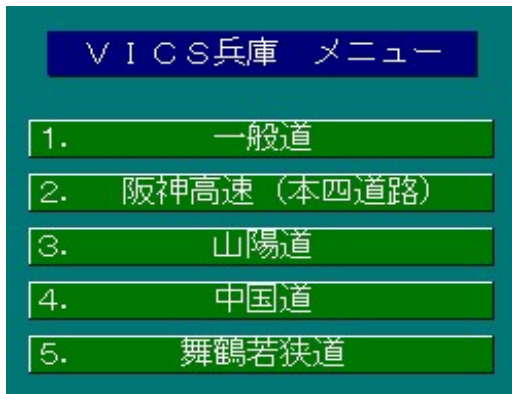 ＶＩＣＳ兵庫　メニュー
１．　一般道
２．　阪神高速（本四道路）
３．　山陽道
４．　中国道
５．　舞鶴若狭道